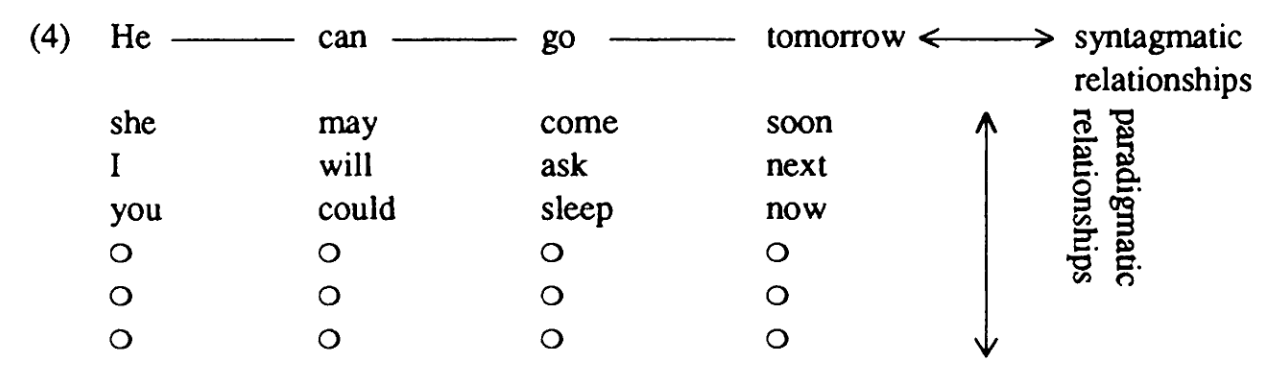 (4) He can go tomorrow syntagmatic
relationships
she may come soon
I will ask next
you could sleep now
paradigmatic
relationships